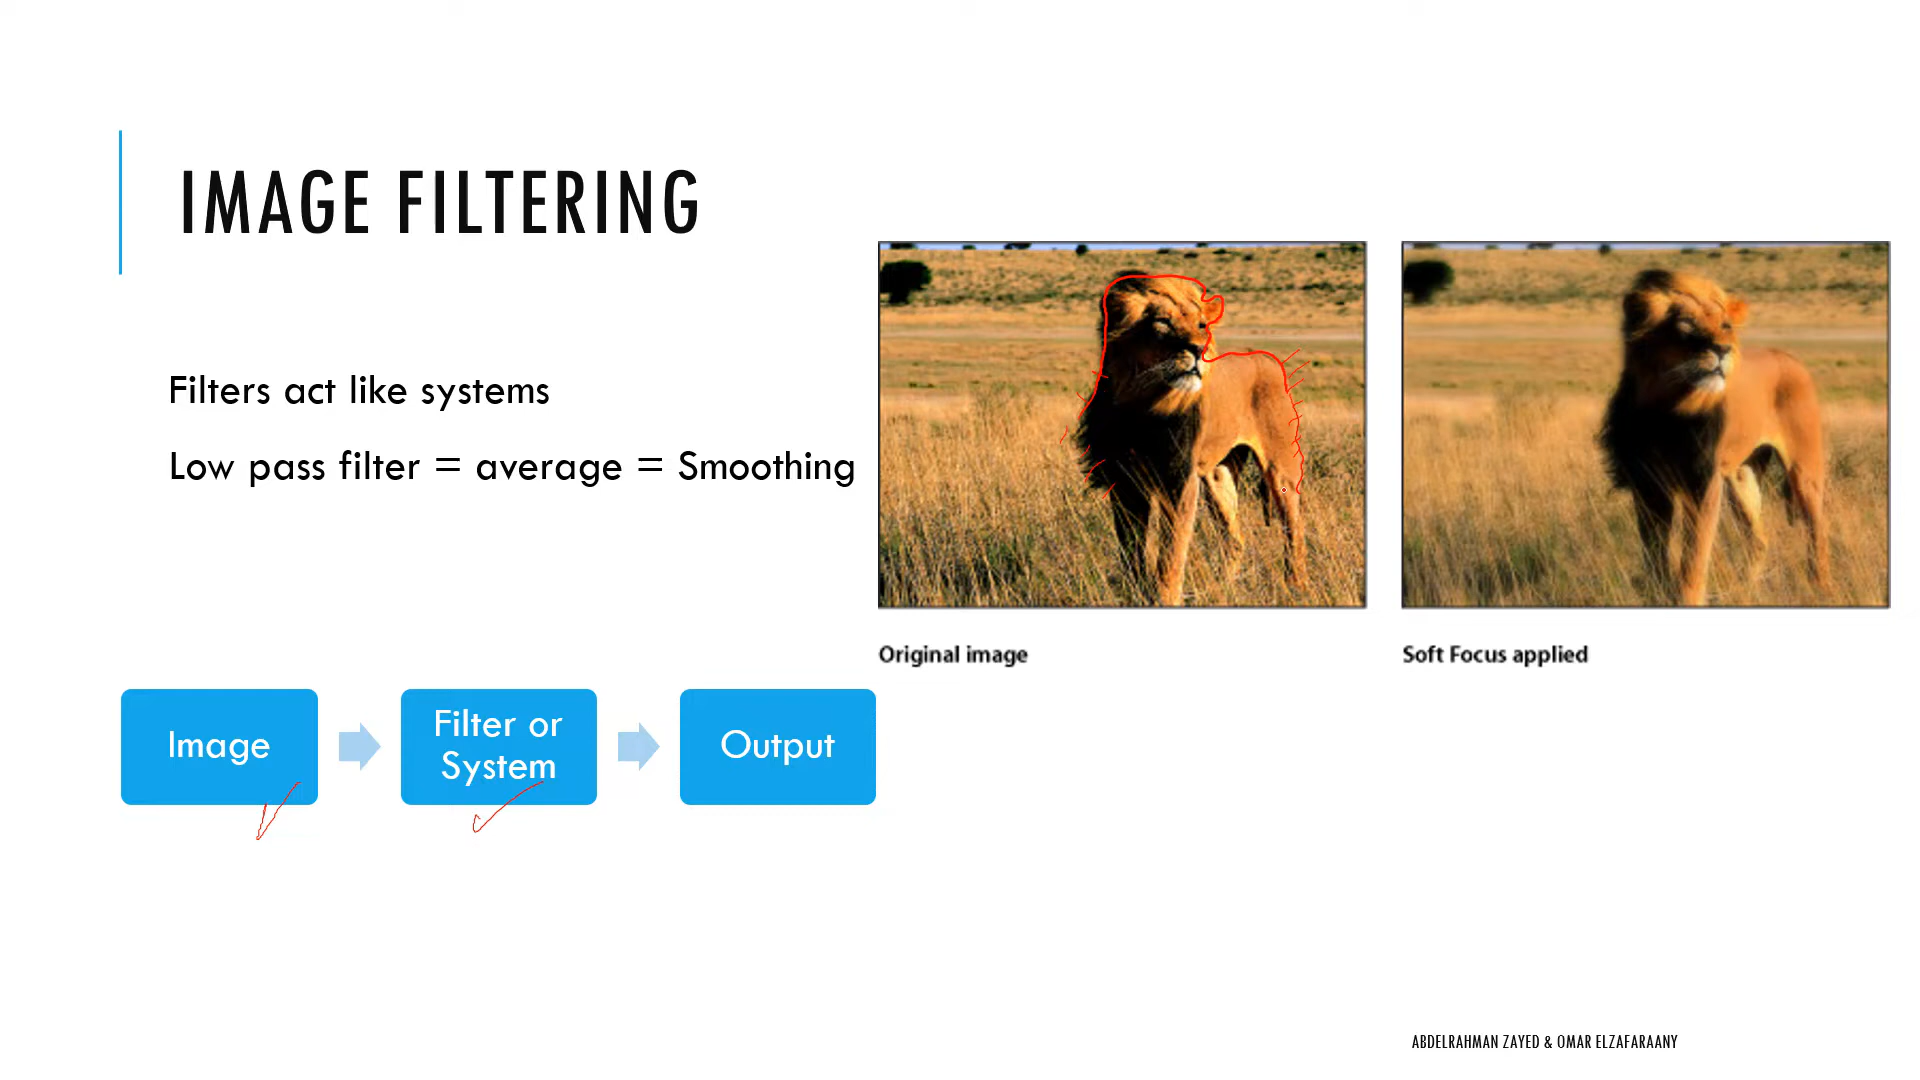 IMAGE FILTERING
Filters act like systems
Low pass filter = average = Smoothing
Original image
Soft Focus applied
Image
Filter or
System
Output
ABDELRAHMAN ZAYED & OMAR ELZAFARAANY